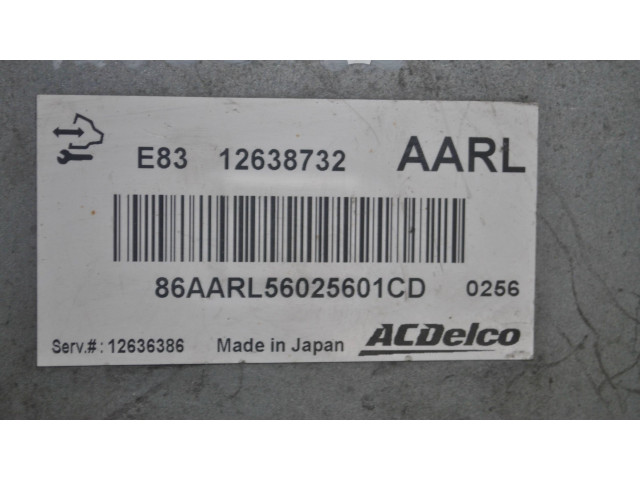 E83 12638732 AARL
86AARL56025601CD 0256
Serv.#: 12636386 Made in Japan ACDelco